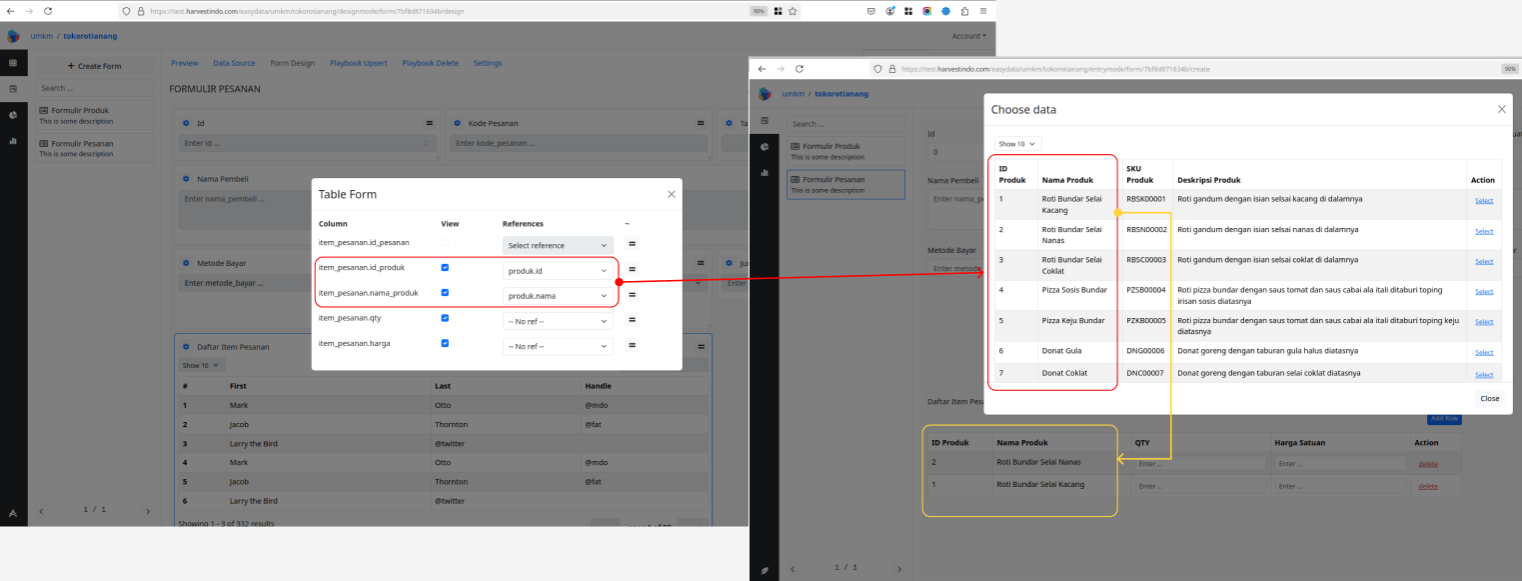 https://test.harvestindo.com/easydata/umkm/tokorotianang/designmode/form/7bf8d871634b/design
90%
umkm / tokorotianang
Account
+ Create Form
Search ...
Formulir Produk
This is some description
Formulir Pesanan
This is some description
1 / 1
Preview
Data Source
Form Design
Playbook Upsert
Playbook Delete
Settings
FORMULIR PESANAN
Id
Enter id ...
Kode Pesanan
Enter kode_pesanan ...
Ta
Nama Pembeli
Enter nama_pembeli ...
Metode Bayar
Enter metode_bayar ...
Ju
Enter
Table Form
Column View References ~
item_pesanan.id_pesanan Select reference
item_pesanan.id_produk produk.id
item_pesanan.nama_produk produk.nama
item_pesanan.qty -- No ref --
item_pesanan.harga -- No ref --
Daftar Item Pesanan
Show 10
# First Last Handle
1 Mark Otto @mdo
2 Jacob Thornton @fat
3 Larry the Bird @twitter
4 Mark Otto @mdo
5 Jacob Thornton @fat
6 Larry the Bird @twitter
Showing 1 - 3 of 332 results
https://test.harvestindo.com/easydata/umkm/tokorotianang/entrymode/form/7bf8d871634b/create
90%
umkm / tokorotianang
Search ...
Formulir Produk
This is some description
Formulir Pesanan
This is some description
1 / 1
Id
0
Nama Pembeli
Enter nama_pe
Metode Bayar
Enter metode
Choose data
Show 10
ID Produk Nama Produk SKU Produk Deskripsi Produk Action
1 Roti Bundar Selai Kacang RBSK00001 Roti gandum dengan isian selsai kacang di dalamnya Select
2 Roti Bundar Selai Nanas RBSN00002 Roti gandum dengan isian selsai nanas di dalamnya Select
3 Roti Bundar Selai Coklat RBSC00003 Roti gandum dengan isian selsai coklat di dalamnya Select
4 Pizza Sosis Bundar PZSB00004 Roti pizza bundar dengan saus tomat dan saus cabai ala itali ditaburi toping irisan sosis diatasnya Select
5 Pizza Keju Bundar PZKB00005 Roti pizza bundar dengan saus tomat dan saus cabai ala itali ditaburi toping keju diatasnya Select
6 Donat Gula DNG00006 Donat goreng dengan taburan gula halus diatasnya Select
7 Donat Coklat DNC00007 Donat goreng dengan taburan selai coklat diatasnya Select
Close
Daftar Item Pes
Add Row
ID Produk Nama Produk QTY Harga Satuan Action
2 Roti Bundar Selai Nanas Enter ... Enter ... delete
1 Roti Bundar Selai Kacang Enter ... Enter ... delete